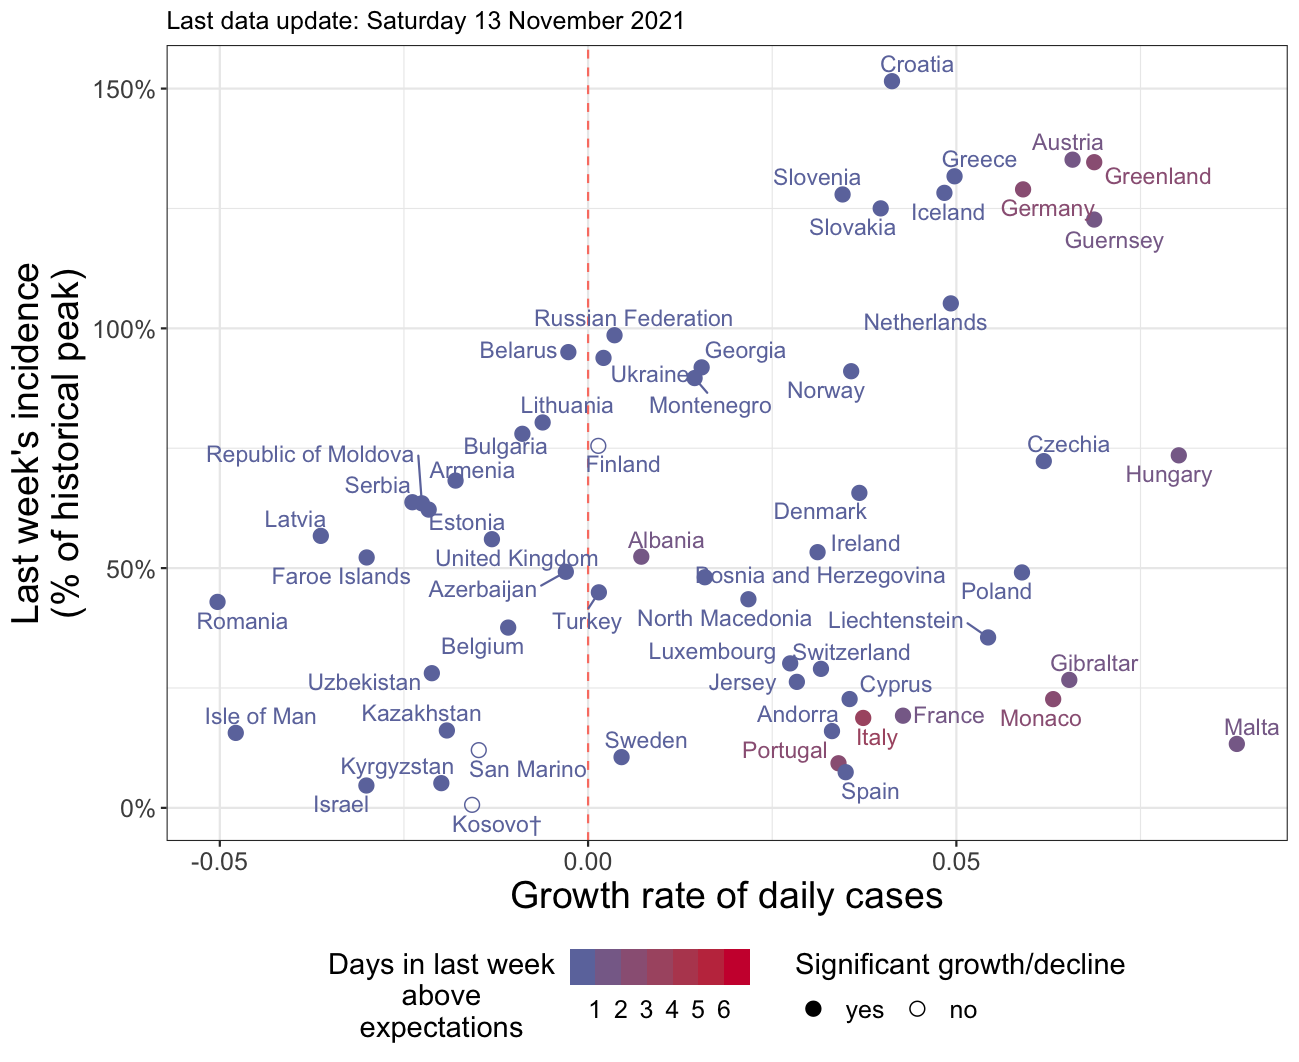 Last data update: Saturday 13 November 2021
Last week's incidence
(% of historical peak)
150%
100%
50%
0%
Croatia
Austria
Greece
Greenland
Slovenia
Germany
Iceland
Slovakia
Guernsey
Netherlands
Russian Federation
Belarus
Georgia
Ukraine
Norway
Montenegro
Lithuania
Bulgaria
Czechia
Republic of Moldova
Finland
Armenia
Hungary
Serbia
Denmark
Latvia
Estonia
Albania
Ireland
United Kingdom
Faroe Islands
Bosnia and Herzegovina
Azerbaijan
Poland
Romania
Turkey
North Macedonia
Liechtenstein
Belgium
Luxembourg
Switzerland
Gibraltar
Uzbekistan
Jersey
Cyprus
Isle of Man
Kazakhstan
Andorra
France
Monaco
Malta
Sweden
Italy
Portugal
Kyrgyzstan
San Marino
Spain
Israel
Kosovo†
-0.05
0.00
0.05
Growth rate of daily cases
Days in last week
above
expectations
1 2 3 4 5 6
Significant growth/decline
yes
no